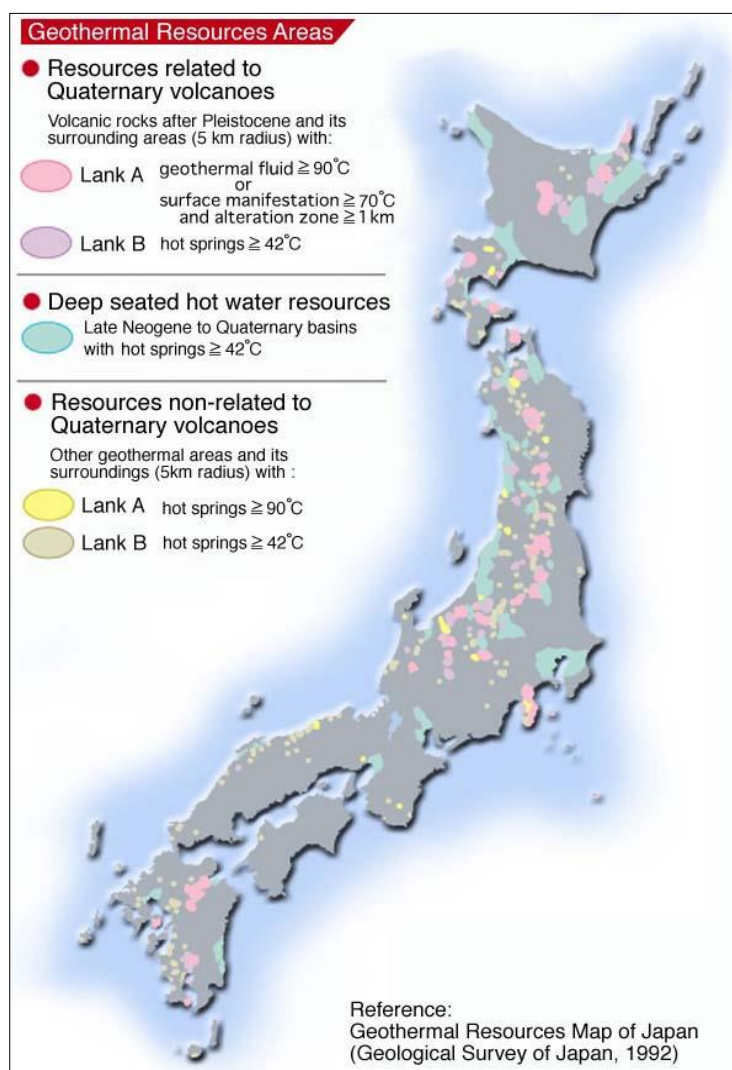 Geothermal Resources Areas
Resources related to
Quaternary volcanoes
Volcanic rocks after Pleistocene and its
surrounding areas (5 km radius) with:
Lank A geothermal fluid ≧ 90℃
or
surface manifestation ≧ 70℃
and alteration zone ≧ 1 km
Lank B hot springs ≧ 42℃
Deep seated hot water resources
Late Neogene to Quaternary basins
with hot springs ≧ 42℃
Resources non-related to
Quaternary volcanoes
Other geothermal areas and its
surroundings (5km radius) with :
Lank A hot springs ≧ 90℃
Lank B hot springs ≧ 42℃
Reference:
Geothermal Resources Map of Japan
(Geological Survey of Japan, 1992)